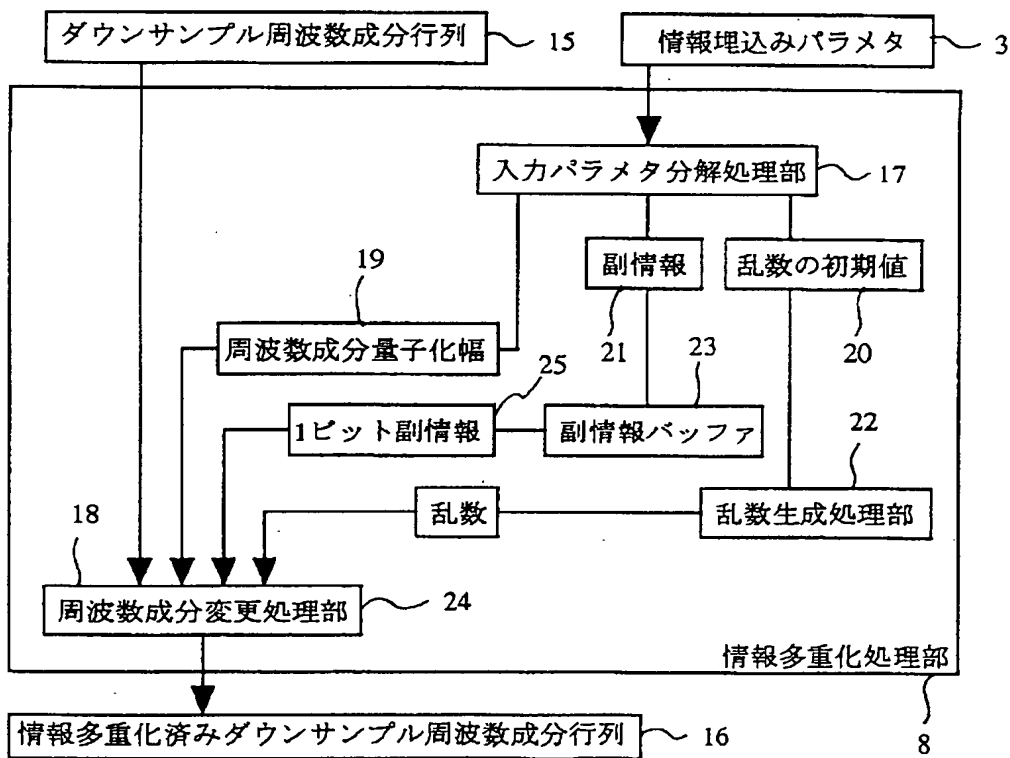 ダウンサンプル周波数成分行列
15
情報埋込みパラメタ
3
入力パラメタ分解処理部
17
19
副情報
乱数の初期値
周波数成分量子化幅
21
23
20
25
1ビット副情報
副情報バッファ
22
乱数
乱数生成処理部
18
周波数成分変更処理部
24
情報多重化処理部
情報多重化済みダウンサンプル周波数成分行列
16
8